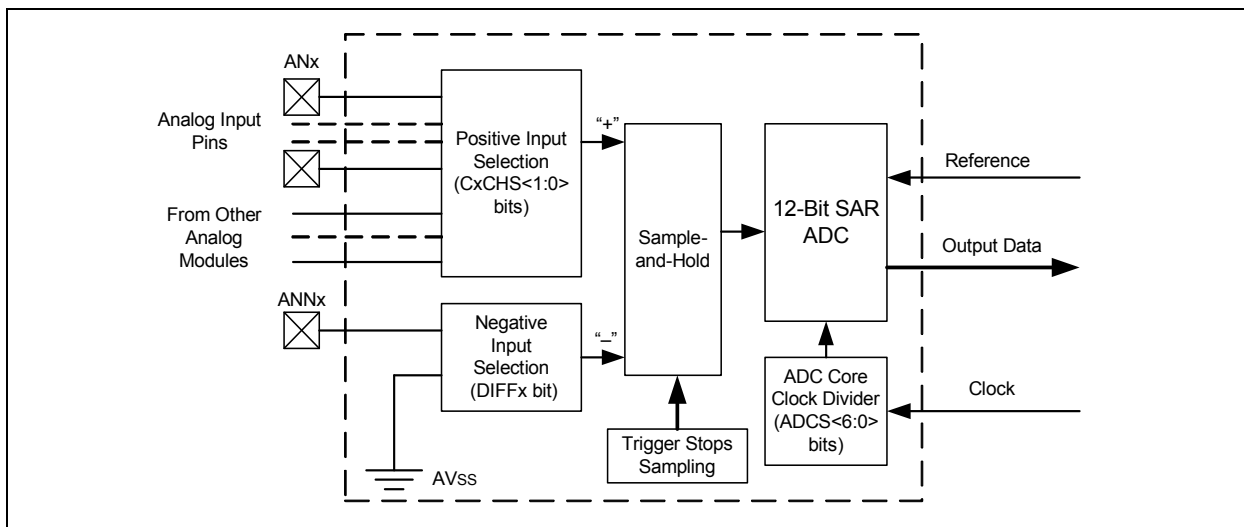 ANx
Analog Input
Pins
From Other
Analog
Modules
ANNx
Positive Input
Selection
(CxCHS<1:0>
bits)
“+”
Negative
Input
Selection
(DIFFx bit)
“–”
AVSS
Sample-
and-Hold
Trigger Stops
Sampling
12-Bit SAR
ADC
ADC Core
Clock Divider
(ADCS<6:0>
bits)
Reference
Output Data
Clock